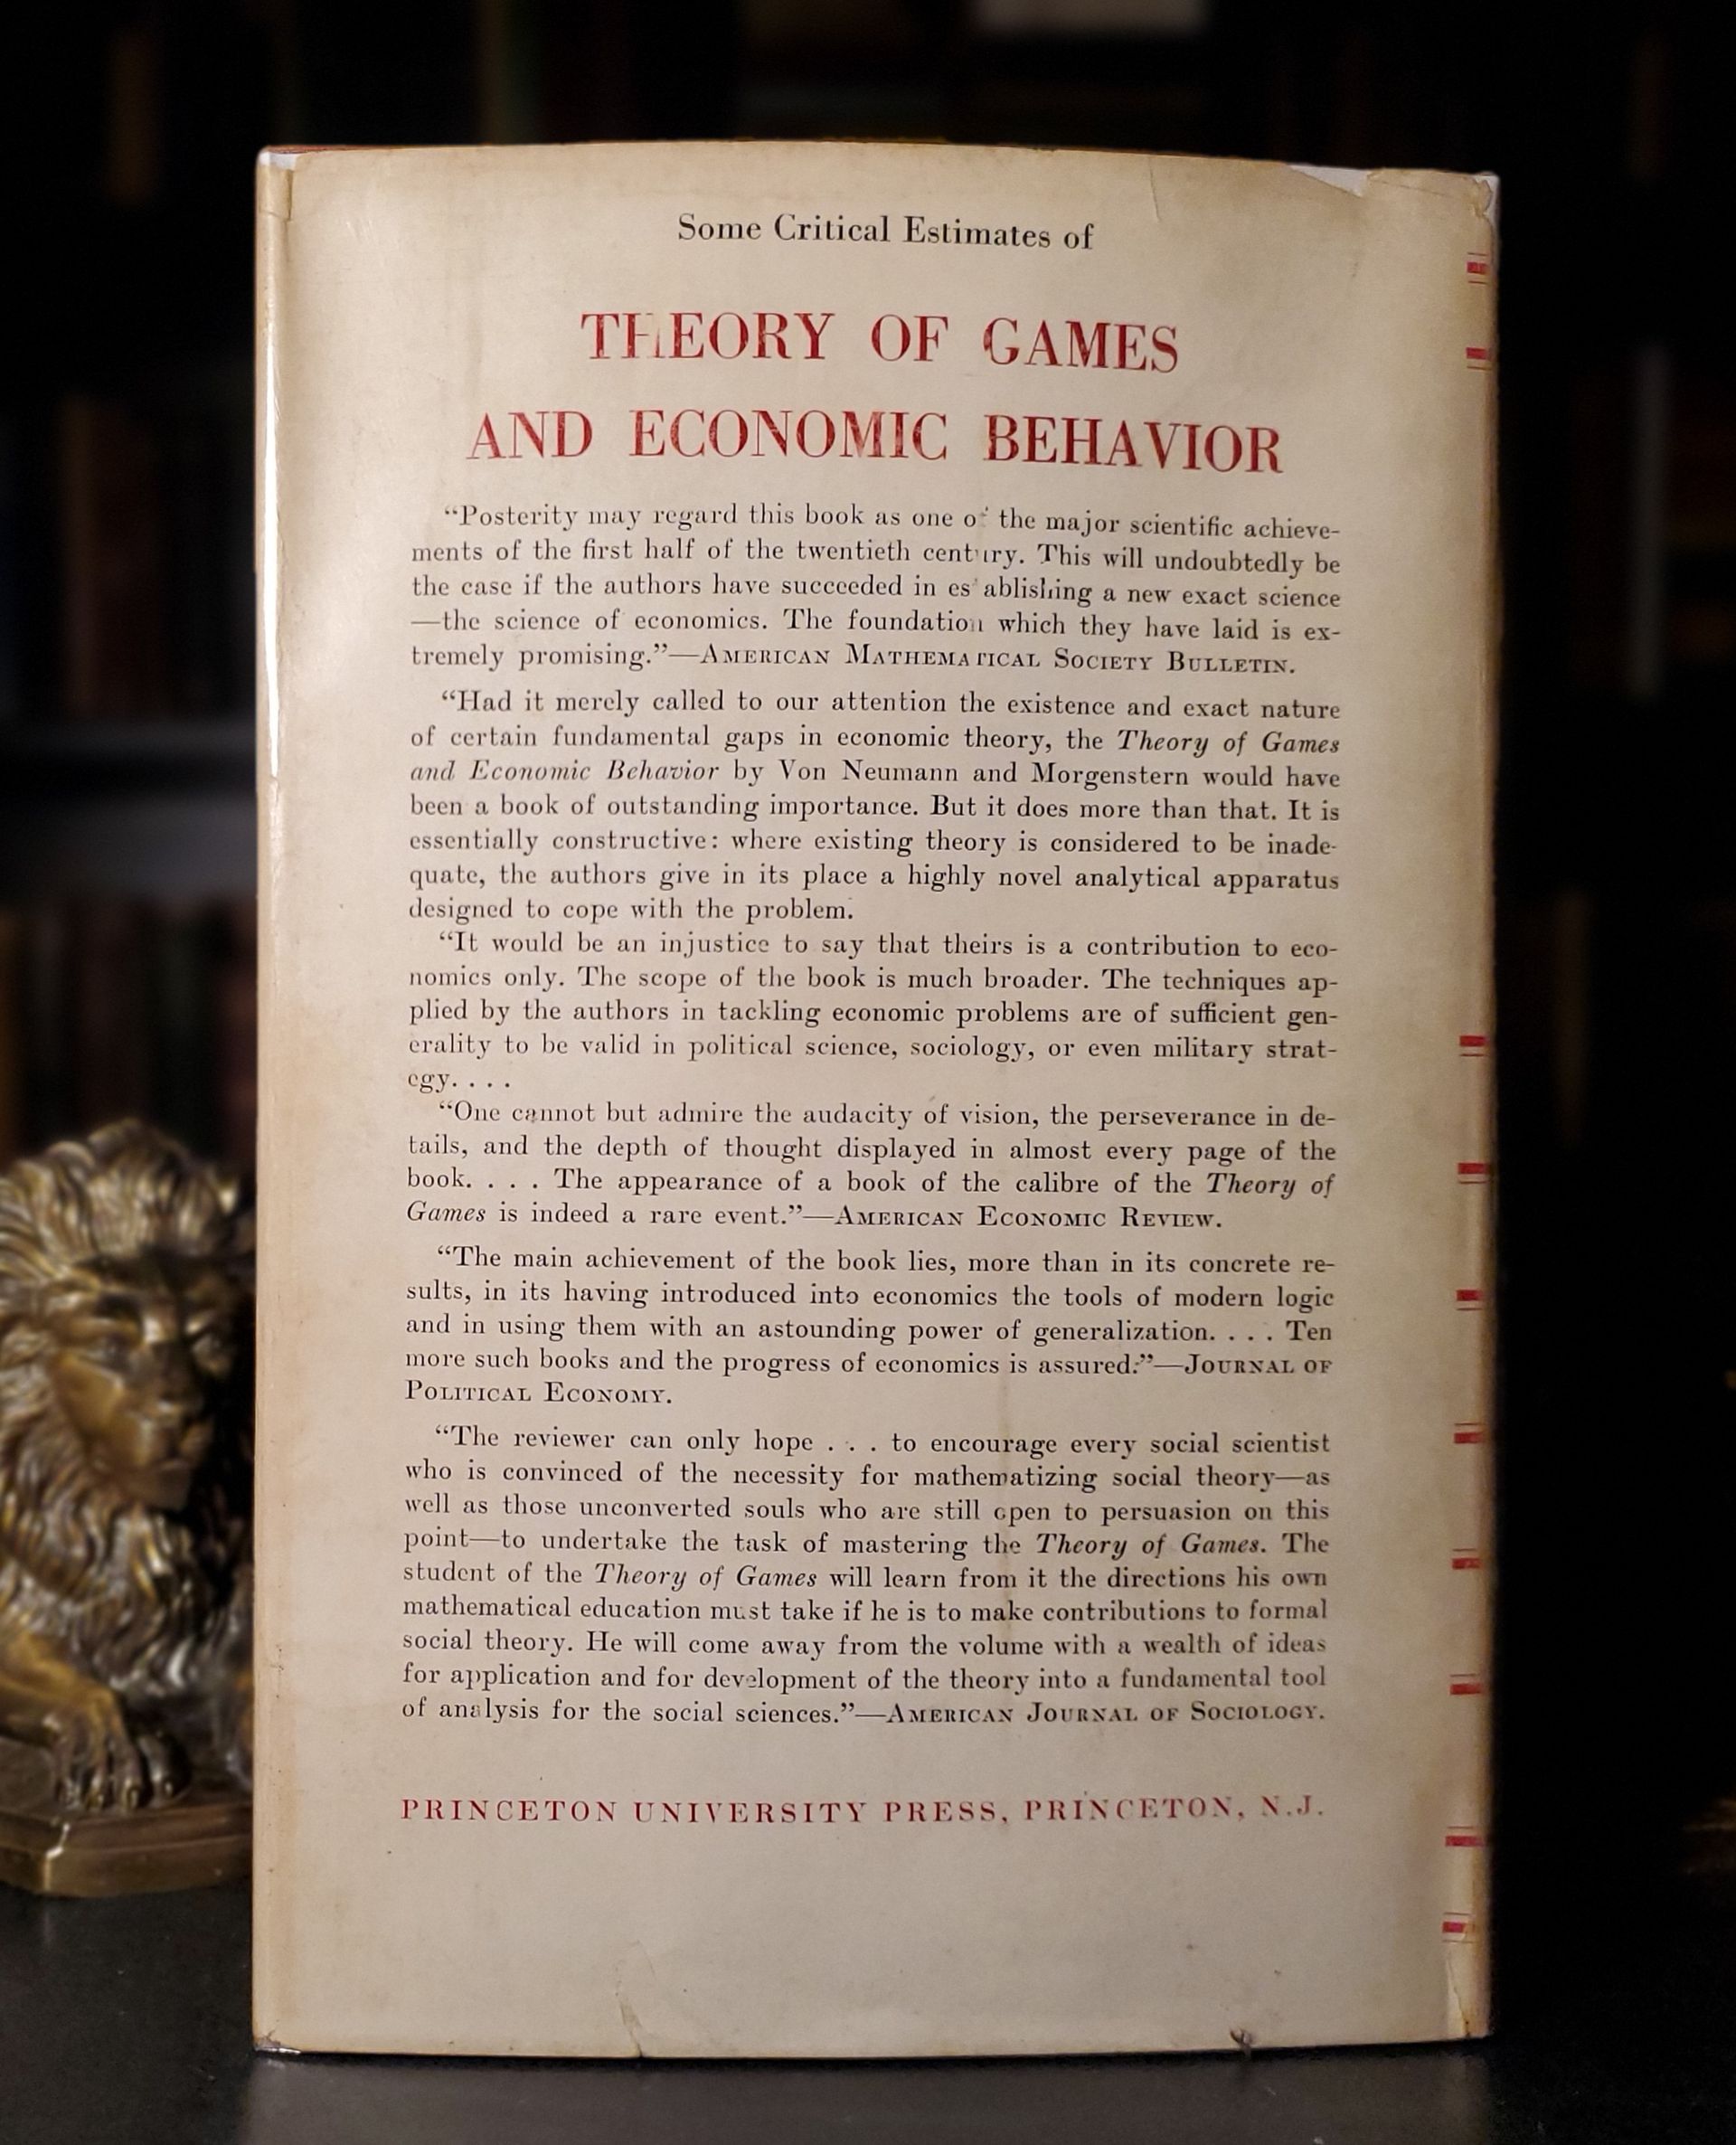 Some Critical Estimates of
THEORY OF GAMES
AND ECONOMIC BEHAVIOR
“Posterity may regard this book as one of the major scientific achieve-
ments of the first half of the twentieth century. This will undoubtedly be
the case if the authors have succeeded in establishing a new exact science
—the science of economics. The foundation which they have laid is ex-
tremely promising.”—AMERICAN MATHEMATICAL SOCIETY BULLETIN.
“Had it merely called to our attention the existence and exact nature
of certain fundamental gaps in economic theory, the Theory of Games
and Economic Behavior by Von Neumann and Morgenstern would have
been a book of outstanding importance. But it does more than that. It is
essentially constructive: where existing theory is considered to be inade-
quate, the authors give in its place a highly novel analytical apparatus
designed to cope with the problem.
“It would be an injustice to say that theirs is a contribution to eco-
nomics only. The scope of the book is much broader. The techniques ap-
plied by the authors in tackling economic problems are of sufficient gen-
erality to be valid in political science, sociology, or even military strat-
egy. . . .
“One cannot but admire the audacity of vision, the perseverance in de-
tails, and the depth of thought displayed in almost every page of the
book. . . . The appearance of a book of the calibre of the Theory of
Games is indeed a rare event.”—AMERICAN ECONOMIC REVIEW.
“The main achievement of the book lies, more than in its concrete re-
sults, in its having introduced into economics the tools of modern logic
and in using them with an astounding power of generalization. . . . Ten
more such books and the progress of economics is assured.”—JOURNAL OF
POLITICAL ECONOMY.
“The reviewer can only hope . . . to encourage every social scientist
who is convinced of the necessity for mathematizing social theory—as
well as those unconverted souls who are still open to persuasion on this
point—to undertake the task of mastering the Theory of Games. The
student of the Theory of Games will learn from it the directions his own
mathematical education must take if he is to make contributions to formal
social theory. He will come away from the volume with a wealth of ideas
for application and for development of the theory into a fundamental tool
of analysis for the social sciences.”—AMERICAN JOURNAL OF SOCIOLOGY.
PRINCETON UNIVERSITY PRESS, PRINCETON, N.J.